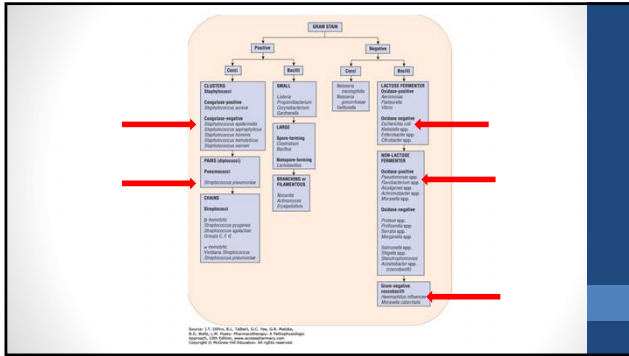 GRAM STAIN
Positive
Negative
Cocci
Bacilli
Cocci
Bacilli
CLUSTERS
Staphylococci
Coagulase-positive
Staphylococcus aureus
Coagulase-negative
Staphylococcus epidermidis
Staphylococcus saprophyticus
Staphylococcus hominis
Staphylococcus hemolyticus
Staphylococcus warneri
PAIRS (diplococci)
Pneumococci
Streptococcus pneumoniae
CHAINS
Streptococci
β-hemolytic
Streptococcus pyogenes
Streptococcus agalactiae
Groups C, F, G
α-hemolytic
Viridans Streptococcus
Streptococcus pneumoniae
SMALL
Listeria
Propionibacterium
Corynebacterium
Gardnerella
LARGE
Spore-forming
Clostridium
Bacillus
Nonspore-forming
Lactobacillus
BRANCHING or
FILAMENTOUS
Nocardia
Actinomyces
Erysipelothrix
Neisseria
meningitidis
Neisseria
gonorrhoeae
Veillonella
LACTOSE FERMENTER
Oxidase-positive
Aeromonas
Pasteurella
Vibrio
Oxidase negative
Escherichia coli
Klebsiella spp.
Enterobacter spp.
Citrobacter spp.
NON-LACTOSE
FERMENTER
Oxidase-positive
Pseudomonas spp.
Flavobacterium spp.
Alcaligenes spp.
Achromobacter spp.
Moraxella spp.
Oxidase-negative
Proteus spp.
Providencia spp.
Serratia spp.
Morganella spp.
Salmonella spp.
Shigella spp.
Stenotrophomonas
Acinetobacter spp.
(coccobacilli)
Gram-negative
coccobacilli
Haemophilus influenzae
Moraxella catarrhalis
Source: J.T. DiPiro, R.L. Talbert, G.C. Yee, G.R. Matzke,
B.G. Wells, L.M. Posey: Pharmacotherapy: A Pathophysiologic
Approach, 10th Edition, www.accesspharmacy.com
Copyright © McGraw-Hill Education. All rights reserved.